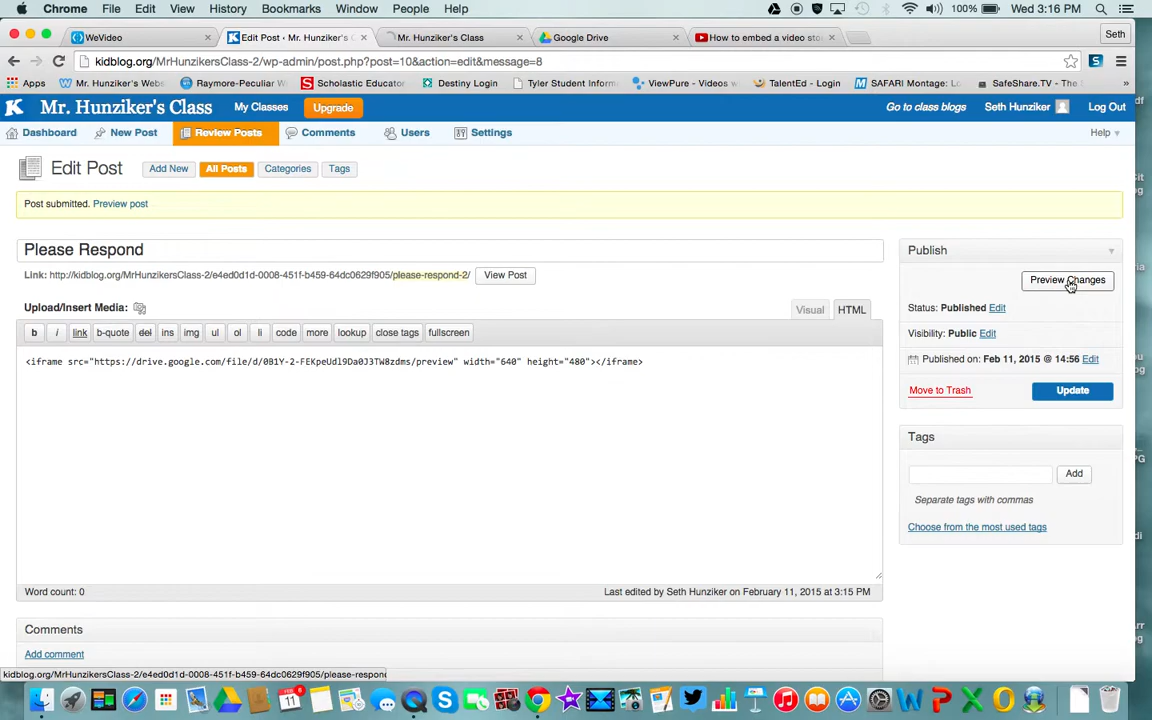 Chrome File Edit View History Bookmarks Window People Help 100% Wed 3:16 PM
WeVideo Edit Post ‹ Mr. Hunziker's C Mr. Hunziker's Class Google Drive How to embed a video sto Seth
kidblog.org/MrHunzikersClass-2/wp-admin/post.php?post=10&action=edit&message=8
Apps Mr. Hunziker's Webs Raymore-Peculiar W Scholastic Educator Destiny Login Tyler Student Inform ViewPure - Videos w TalentEd - Login SAFARI Montage: Lo SafeShare.TV - The
Mr. Hunziker's Class My Classes Upgrade Go to class blogs Seth Hunziker Log Out
Dashboard New Post Review Posts Comments Users Settings Help
Edit Post Add New All Posts Categories Tags
Post submitted. Preview post
Please Respond
Link: http://kidblog.org/MrHunzikersClass-2/e4ed0d1d-0008-451f-b459-64dc0629f905/please-respond-2/ View Post
Upload/Insert Media: Visual HTML
b i link b-quote del ins img ul ol li code more lookup close tags fullscreen
<iframe src="https://drive.google.com/file/d/0B1Y-2-FEKpeUdl9Da0J3TW8zdms/preview" width="640" height="480"></iframe>
Word count: 0 Last edited by Seth Hunziker on February 11, 2015 at 3:15 PM
Comments
Add comment
Publish
Preview Changes
Status: Published Edit
Visibility: Public Edit
Published on: Feb 11, 2015 @ 14:56 Edit
Move to Trash Update
Tags
Add
Separate tags with commas
Choose from the most used tags
kidblog.org/MrHunzikersClass-2/e4ed0d1d-0008-451f-b459-64dc0629f905/please-respond